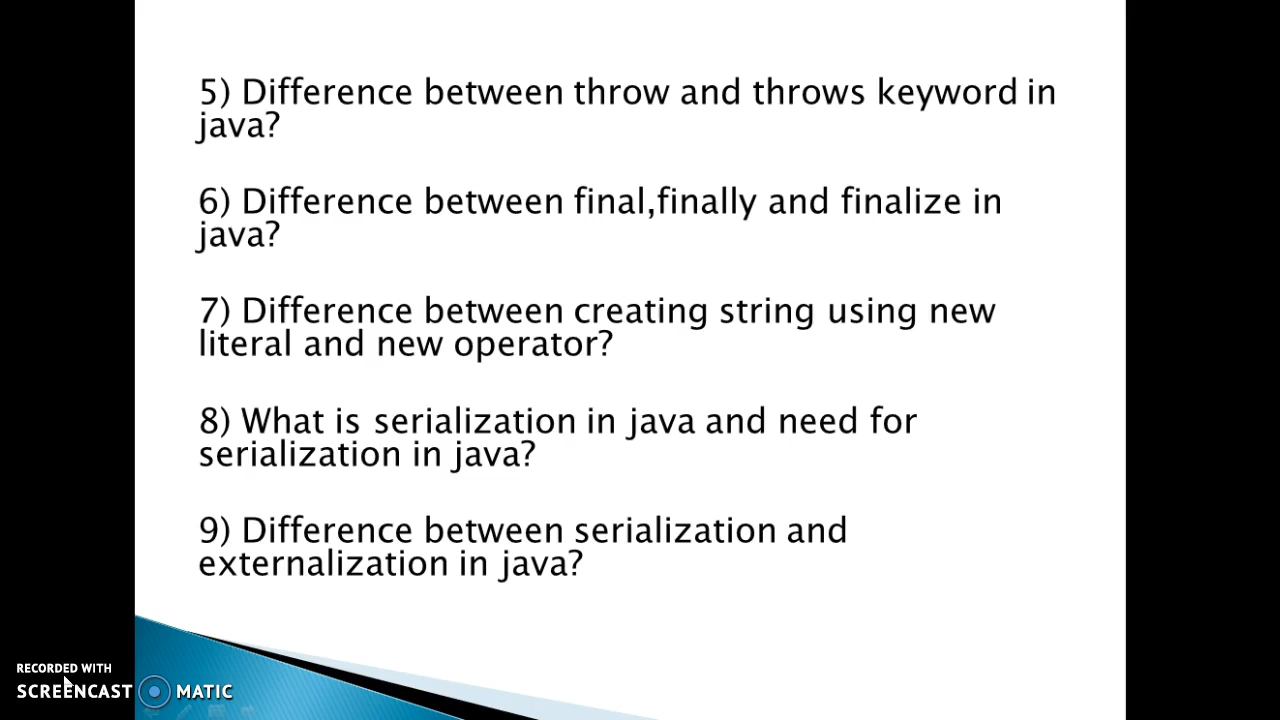 5) Difference between throw and throws keyword in
java?
6) Difference between final,finally and finalize in
java?
7) Difference between creating string using new
literal and new operator?
8) What is serialization in java and need for
serialization in java?
9) Difference between serialization and
externalization in java?
RECORDED WITH
SCREENCAST MATIC